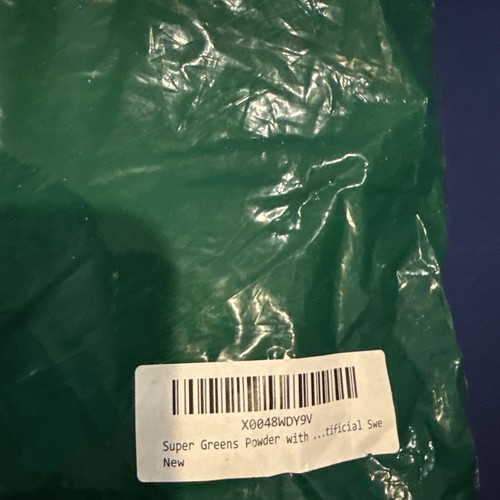 X0048WDY9V
Super Greens Powder with ...tificial Swe
New